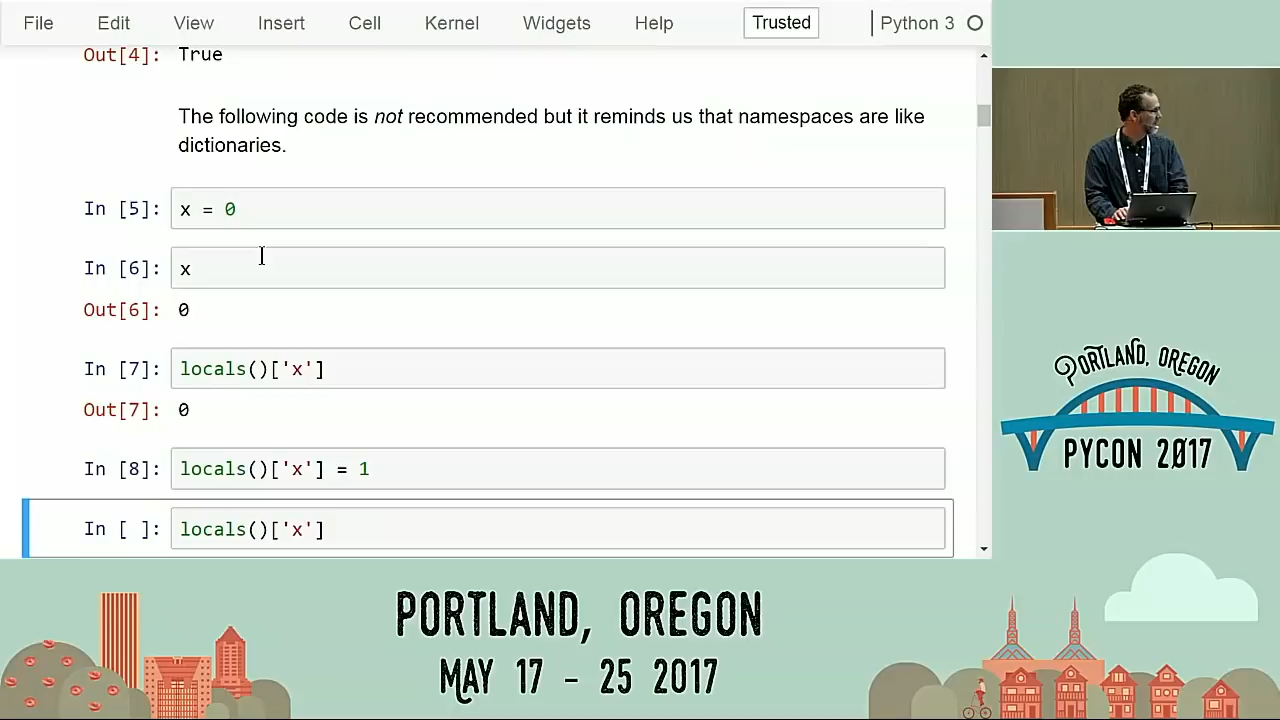 File Edit View Insert Cell Kernel Widgets Help Trusted Python 3
Out[4]: True
The following code is not recommended but it reminds us that namespaces are like
dictionaries.
In [5]: x = 0
In [6]: x
Out[6]: 0
In [7]: locals()['x']
Out[7]: 0
In [8]: locals()['x'] = 1
In [ ]: locals()['x']
PORTLAND, OREGON
PYCON 2017
PORTLAND, OREGON
MAY 17 - 25 2017